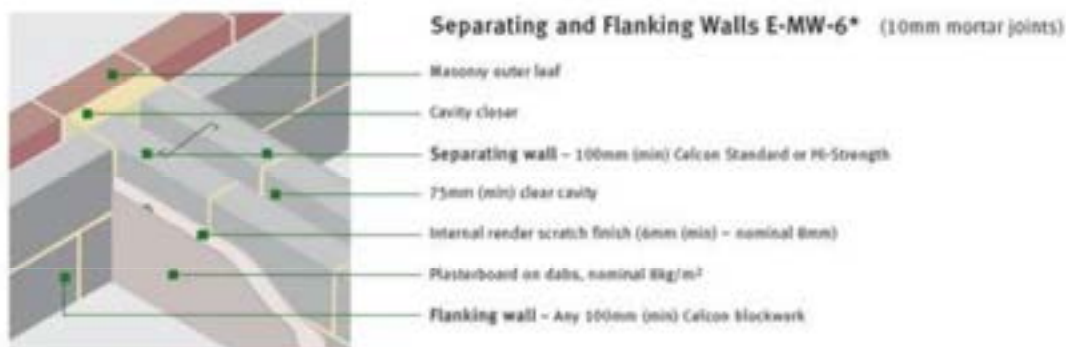 Separating and Flanking Walls E-MW-6* (10mm mortar joints)
Masonry outer leaf
Cavity closer
Separating wall – 100mm (min) Celcon Standard or Hi-Strength
75mm (min) clear cavity
Internal render scratch finish (6mm (min) – nominal 8mm)
Plasterboard on dabs, nominal 8kg/m²
Flanking wall – Any 100mm (min) Celcon blockwork